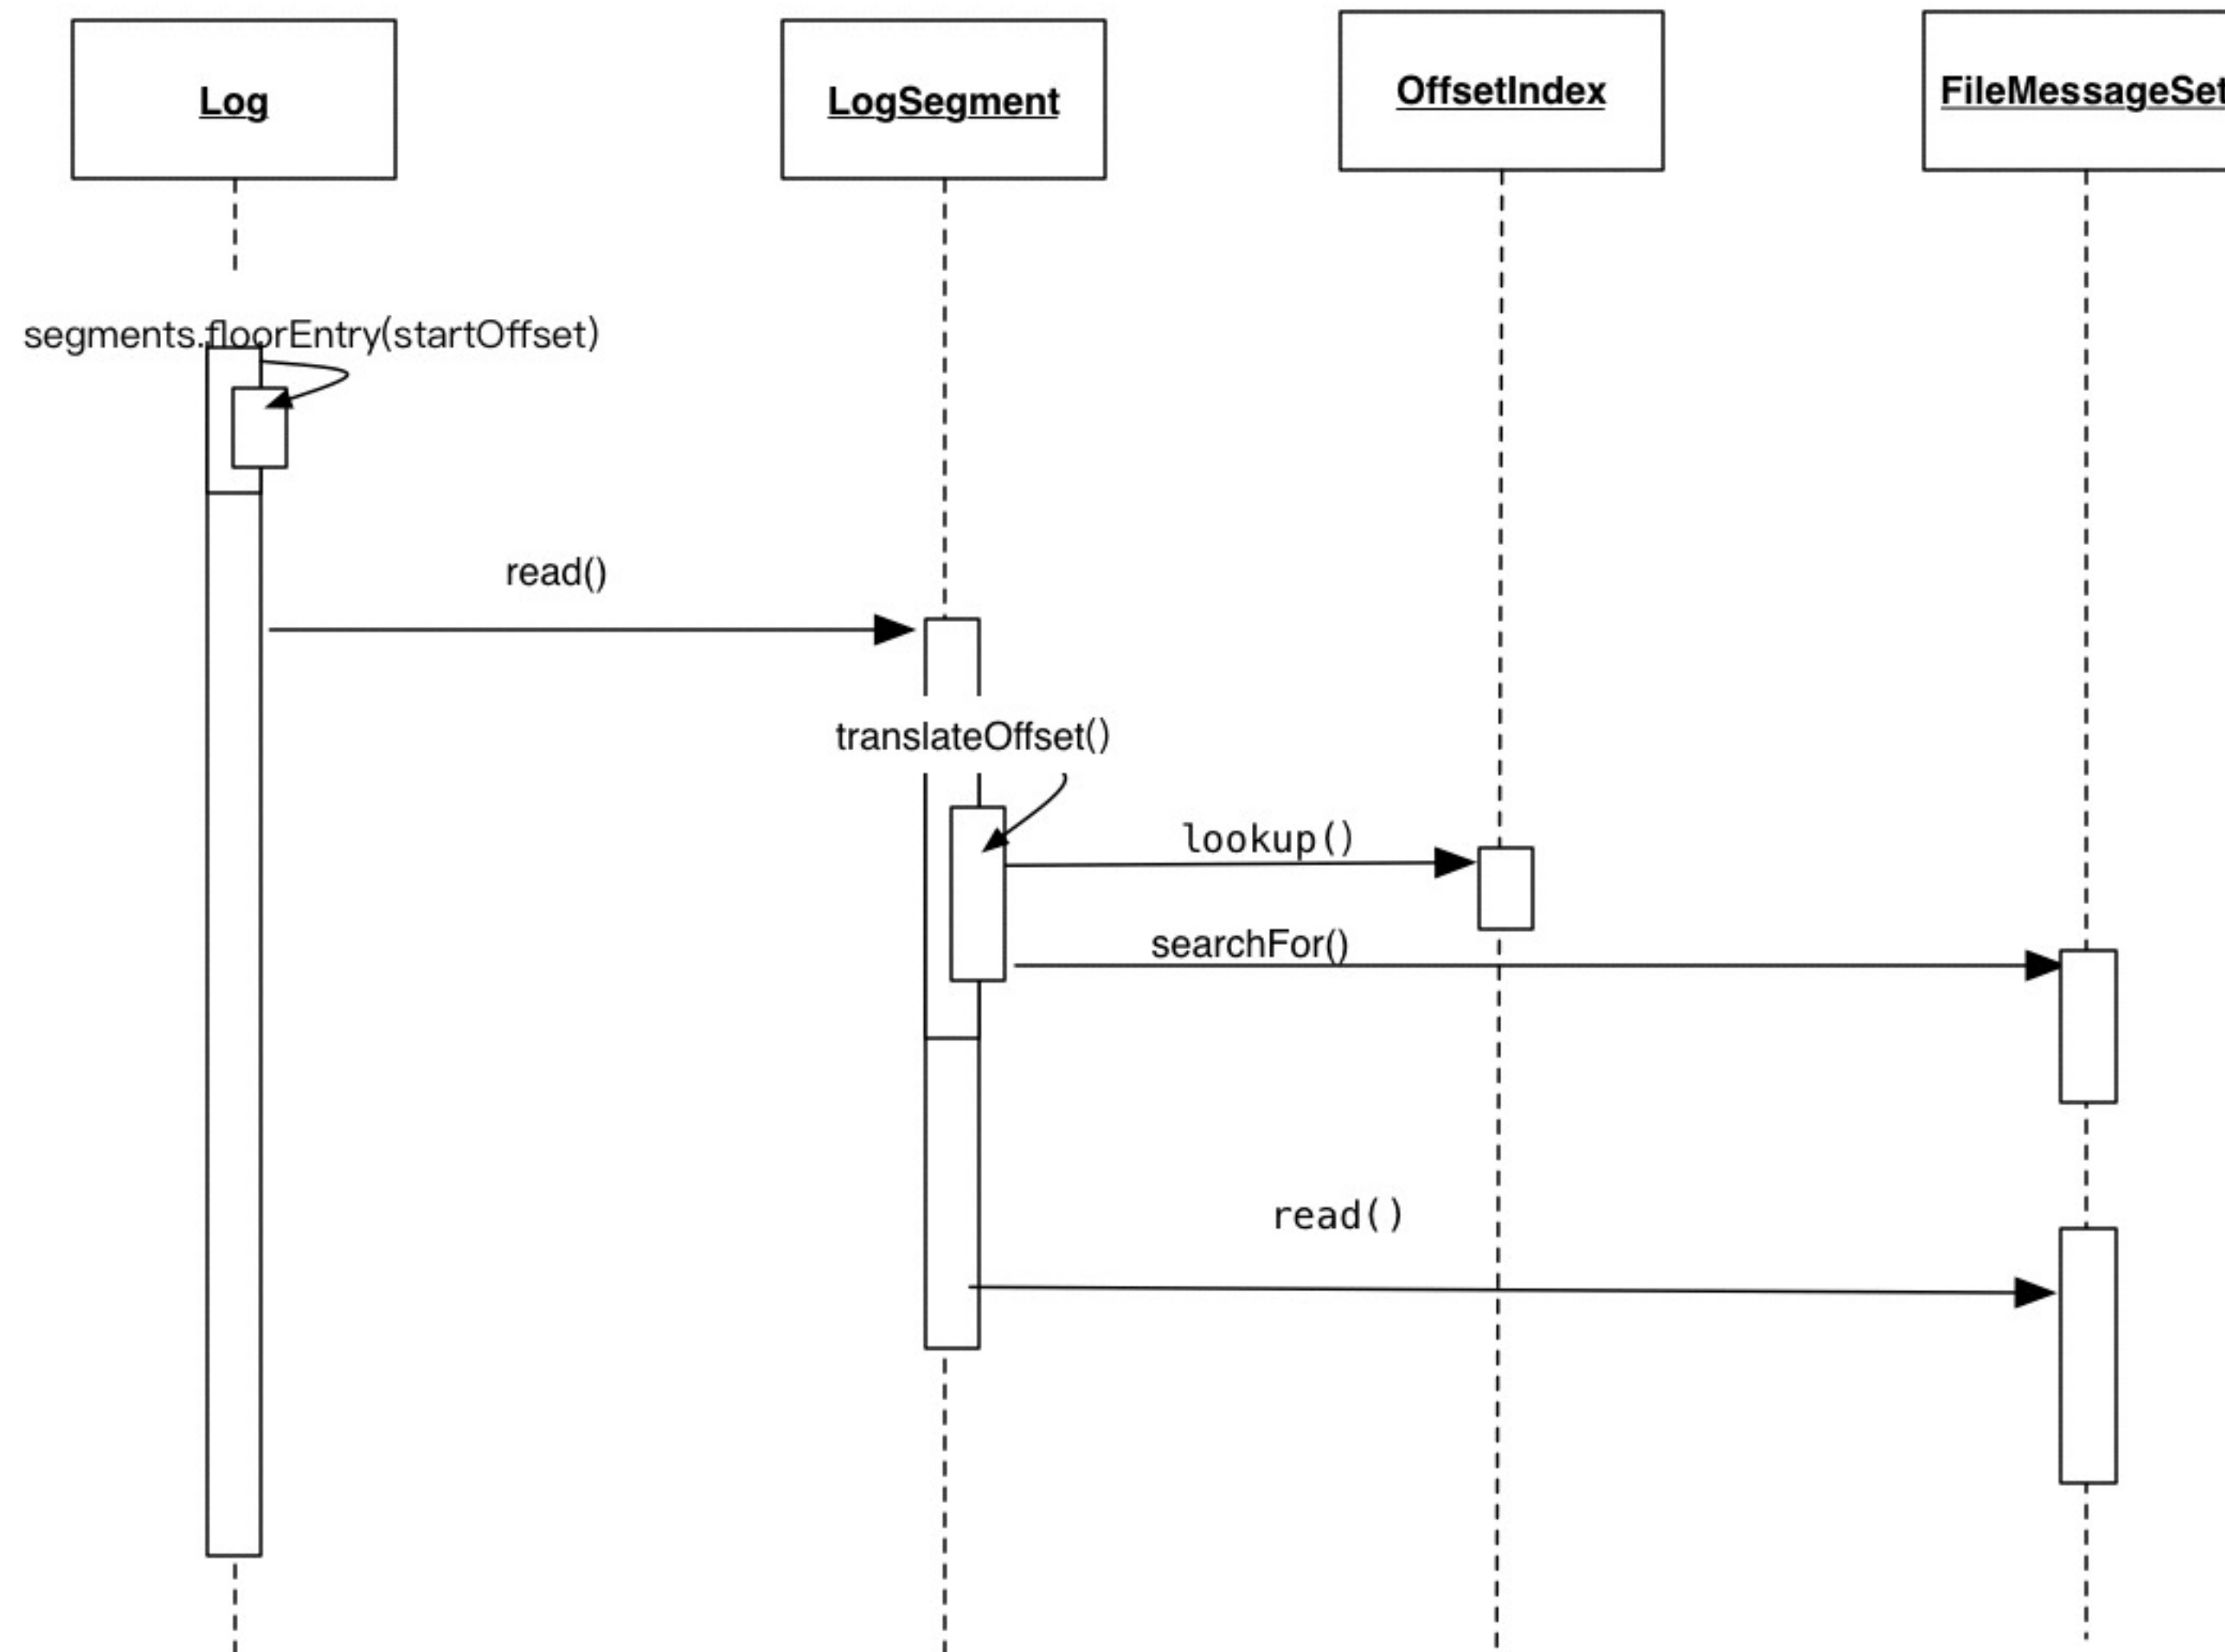 Log
LogSegment
OffsetIndex
FileMessageSet
segments.floorEntry(startOffset)
read()
translateOffset()
lookup()
searchFor()
read()